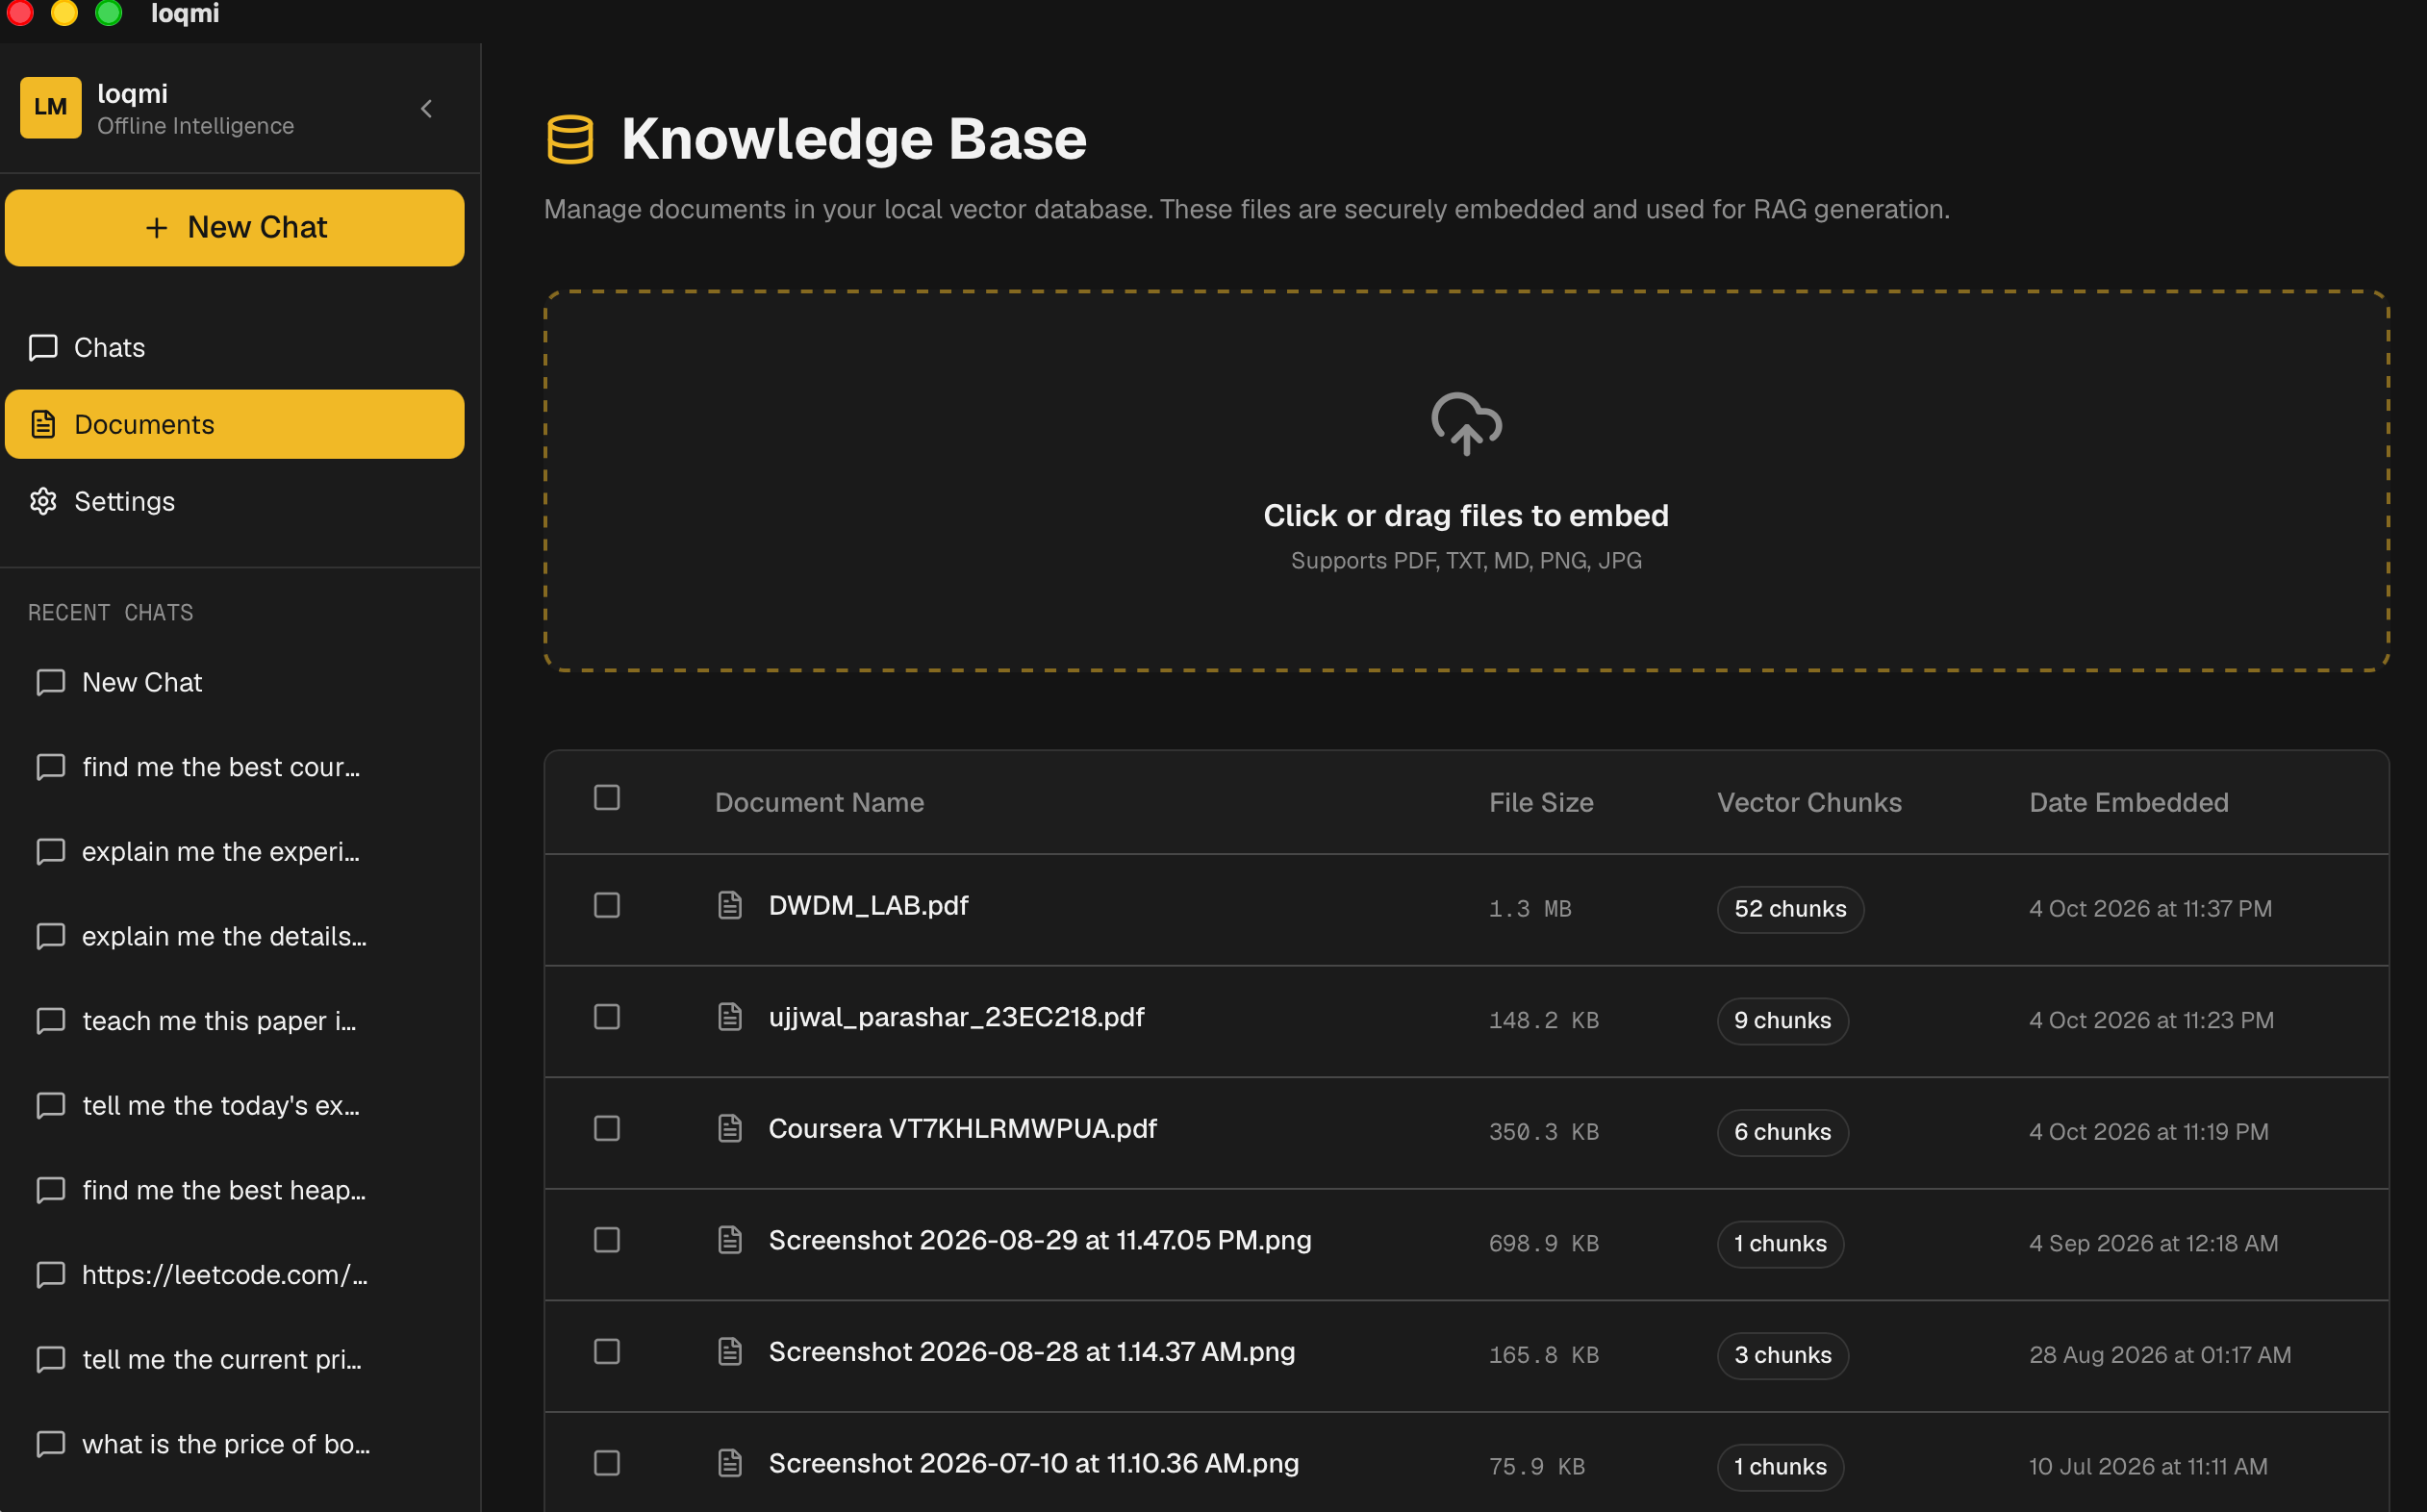 loqmi
LM
loqmi
Offline Intelligence
+ New Chat
Chats
Documents
Settings
RECENT CHATS
New Chat
find me the best cour...
explain me the experi...
explain me the details...
teach me this paper i...
tell me the today's ex...
find me the best heap...
https://leetcode.com/...
tell me the current pri...
what is the price of bo...
Knowledge Base
Manage documents in your local vector database. These files are securely embedded and used for RAG generation.
Click or drag files to embed
Supports PDF, TXT, MD, PNG, JPG
Document Name File Size Vector Chunks Date Embedded
DWDM_LAB.pdf 1.3 MB 52 chunks 4 Oct 2026 at 11:37 PM
ujjwal_parashar_23EC218.pdf 148.2 KB 9 chunks 4 Oct 2026 at 11:23 PM
Coursera VT7KHLRMWPUA.pdf 350.3 KB 6 chunks 4 Oct 2026 at 11:19 PM
Screenshot 2026-08-29 at 11.47.05 PM.png 698.9 KB 1 chunks 4 Sep 2026 at 12:18 AM
Screenshot 2026-08-28 at 1.14.37 AM.png 165.8 KB 3 chunks 28 Aug 2026 at 01:17 AM
Screenshot 2026-07-10 at 11.10.36 AM.png 75.9 KB 1 chunks 10 Jul 2026 at 11:11 AM